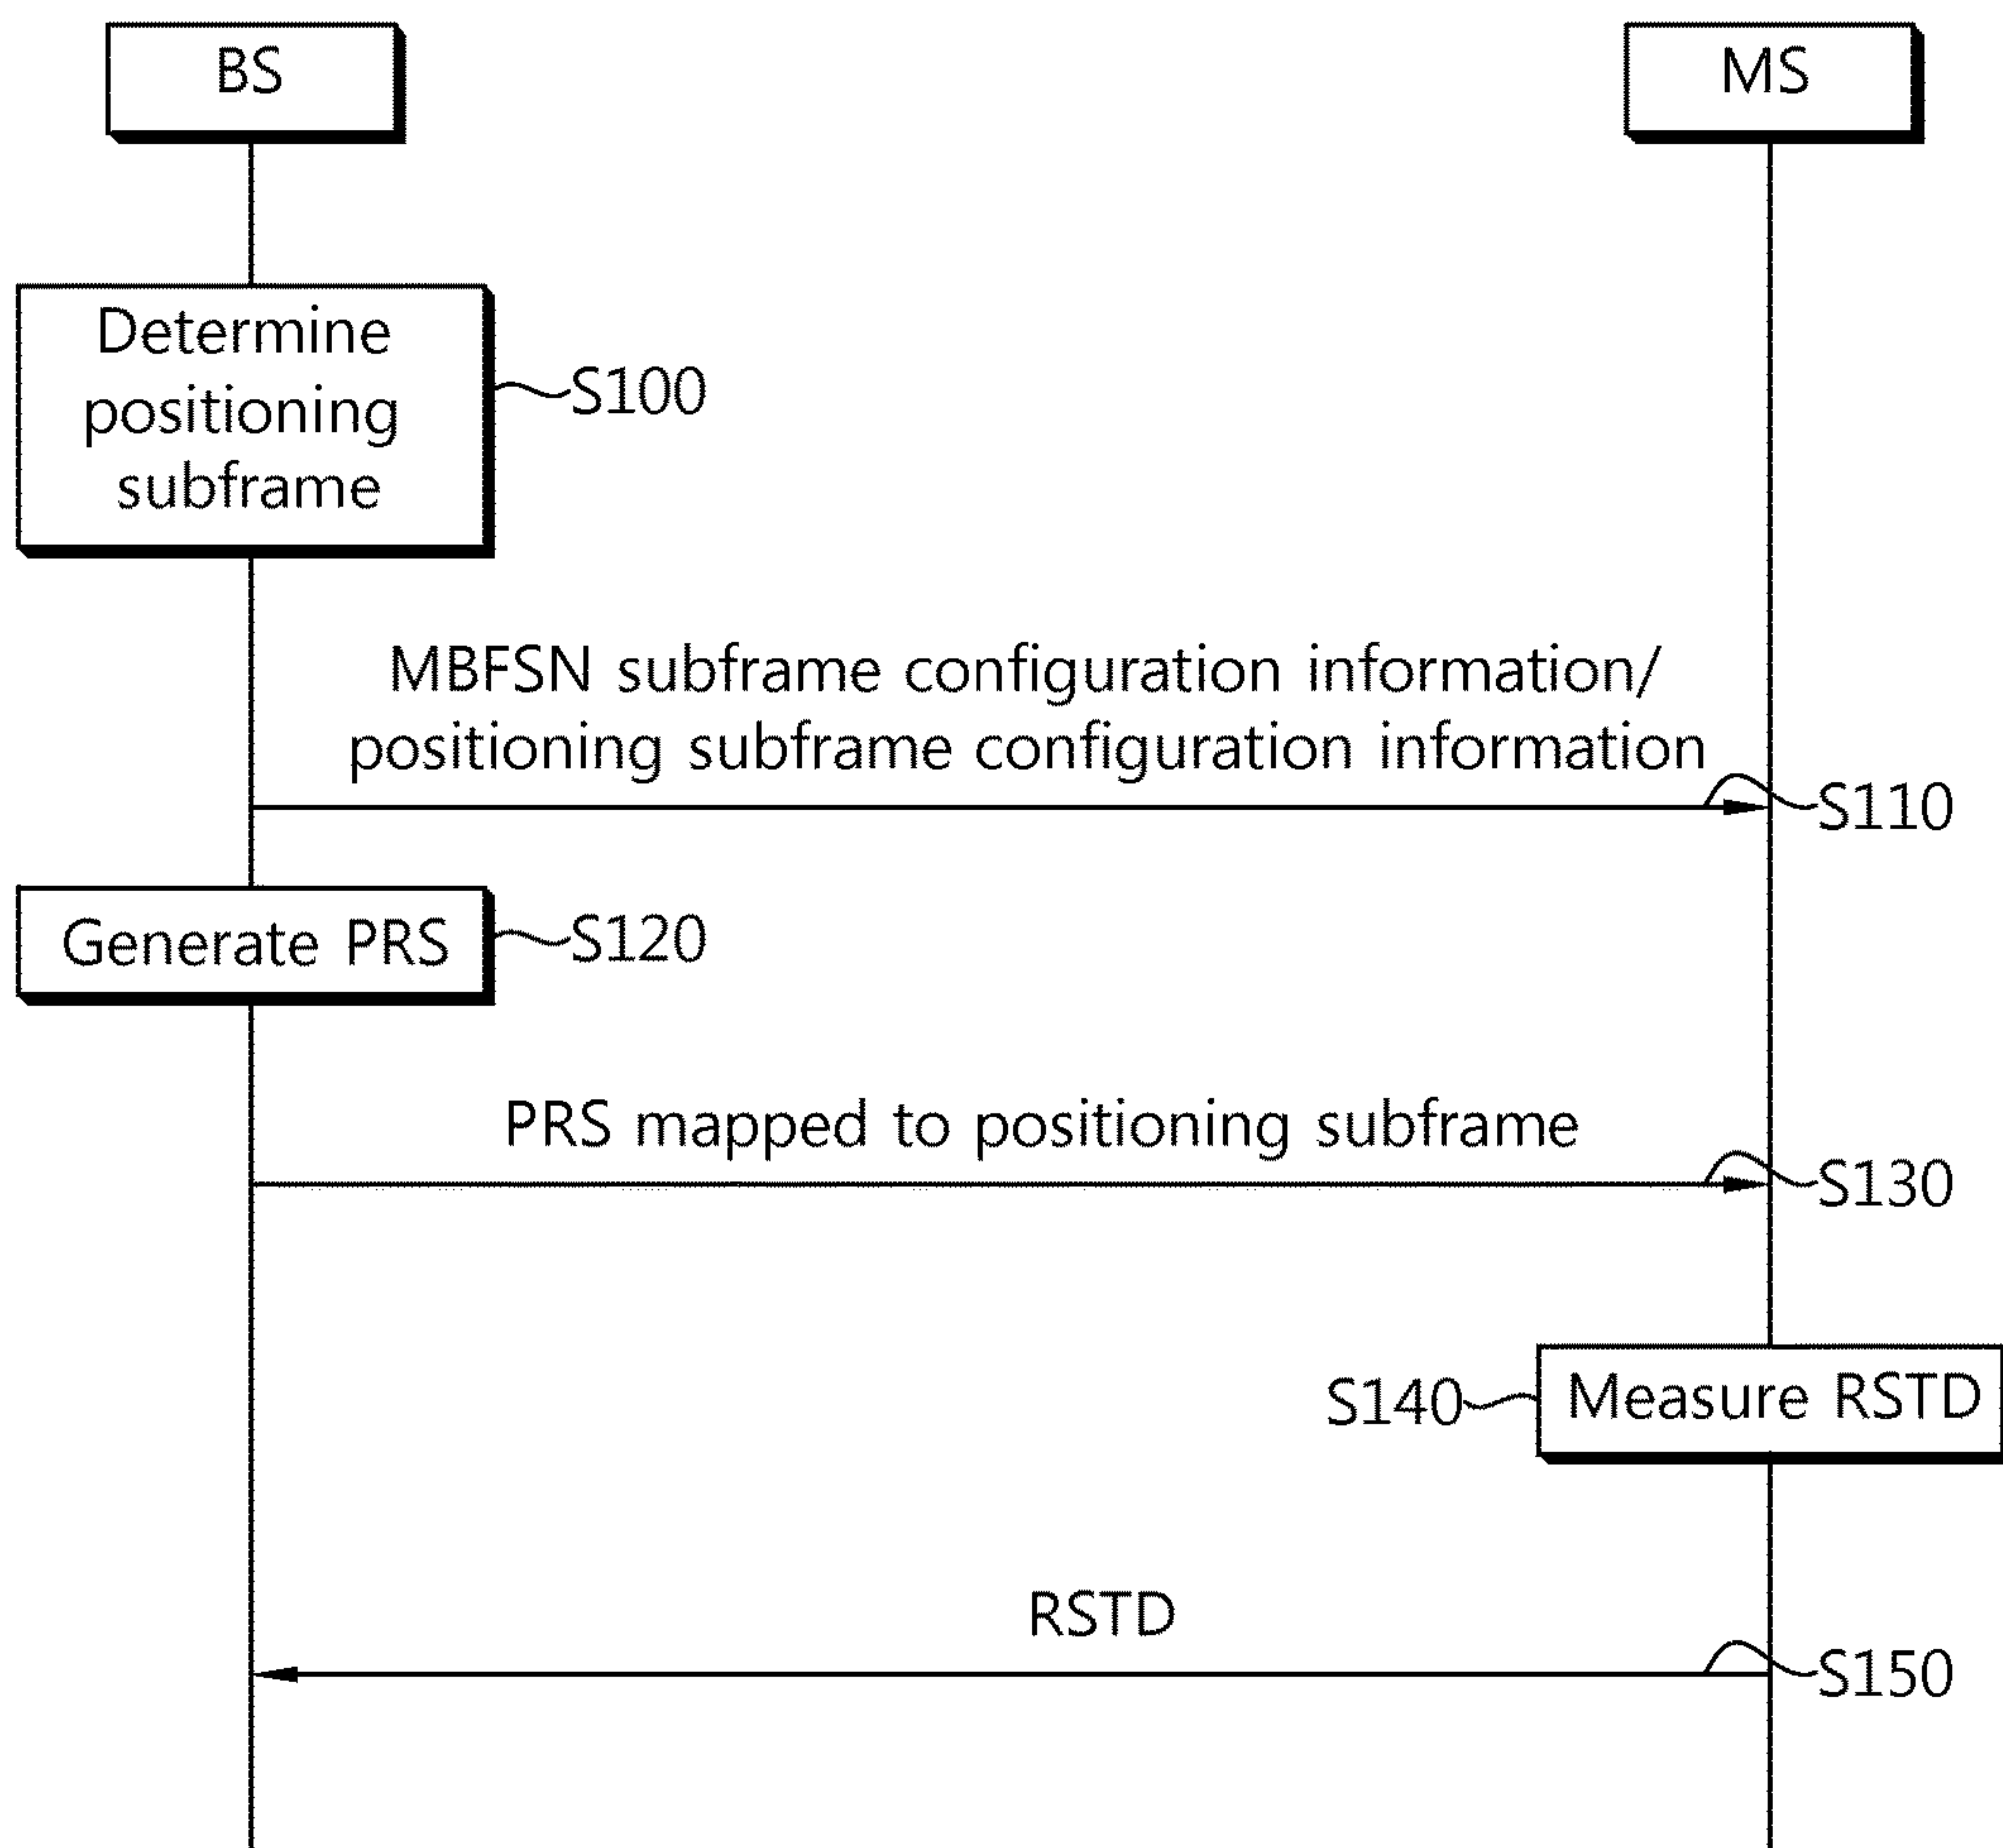 BS
MS
Determine
positioning
subframe
S100
MBFSN subframe configuration information/
positioning subframe configuration information
S110
Generate PRS
S120
PRS mapped to positioning subframe
S130
S140
Measure RSTD
RSTD
S150